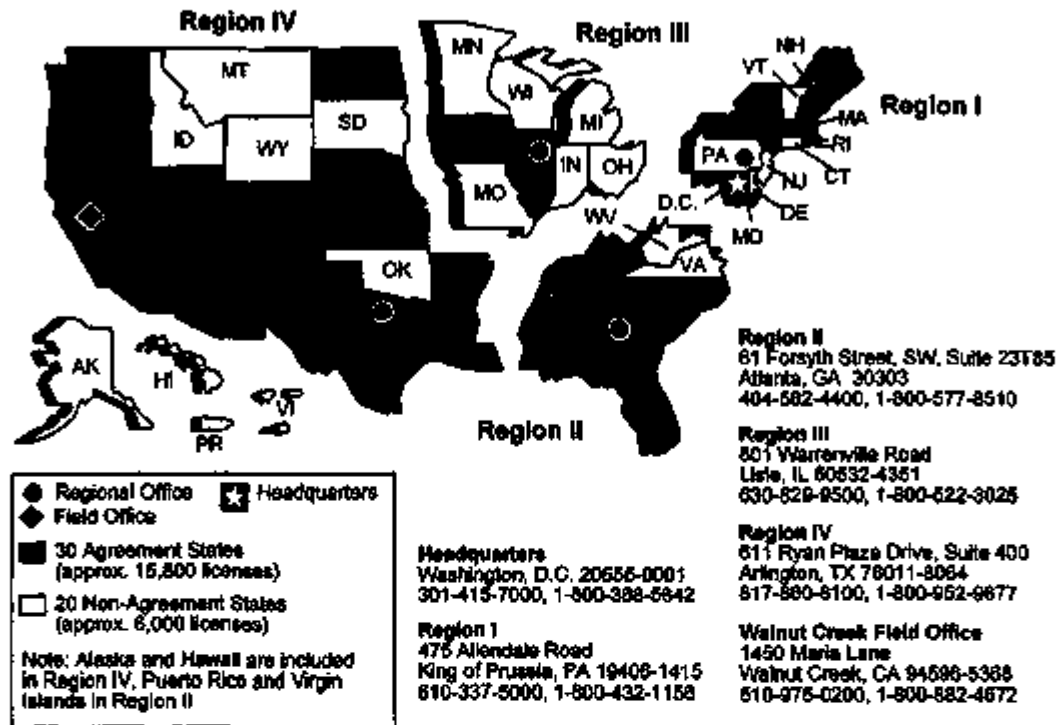 Region IV
Region III
Region I
MT
ID
WY
SD
OK
MN
WI
MI
IN
OH
MO
NH
VT
MA
RI
CT
NJ
DE
MD
D.C.
PA
WV
VA
AK
HI
PR
VI
Region II
Regional Office
Headquarters
Field Office
30 Agreement States
(approx. 15,800 licenses)
20 Non-Agreement States
(approx. 6,000 licenses)
Note: Alaska and Hawaii are included
in Region IV, Puerto Rico and Virgin
Islands in Region II
Headquarters
Washington, D.C. 20555-0001
301-415-7000,
Region I
475 Allendale Road
King of Prussia, PA 19406-1415
610-337-5000, 1-800-432-1156
Region II
61 Forsyth Street, SW, Suite 23T85
Atlanta, GA 30303
404-562-4400, 1-800-577-8510
Region III
801 Warrenville Road
Lisle, IL 60532-4351
630-829-9500, 1-800-522-3025
Region IV
611 Ryan Plaza Drive, Suite 400
Arlington, TX 76011-8064
817-860-8100, 1-800-952-9677
Walnut Creek Field Office
1450 Maria Lane
Walnut Creek, CA 94596-5368
510-975-0200, 1-800-882-4672